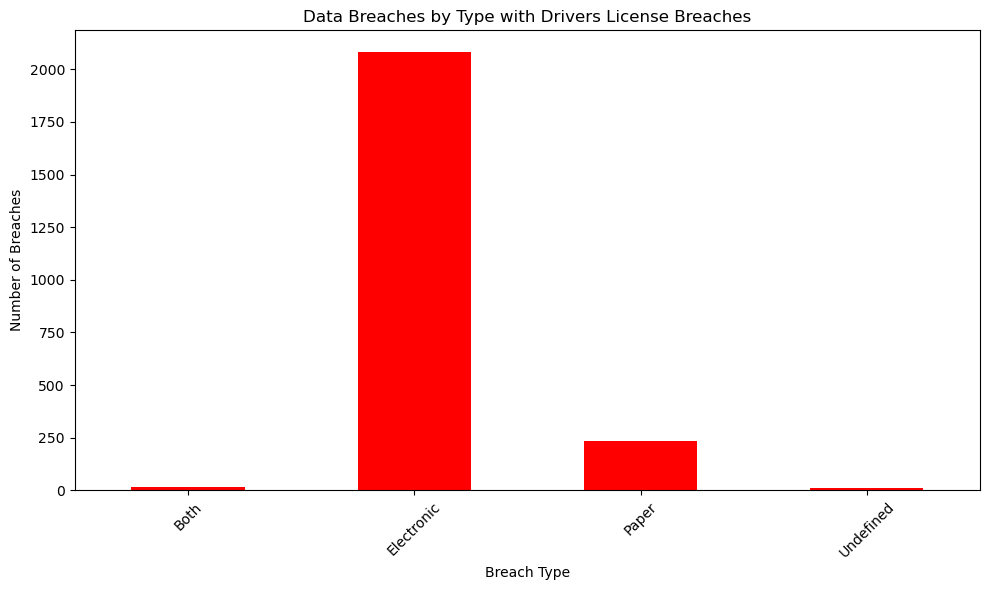 Data Breaches by Type with Drivers License Breaches
Number of Breaches
2000
1750
1500
1250
1000
750
500
250
0
Both
Electronic
Paper
Undefined
Breach Type